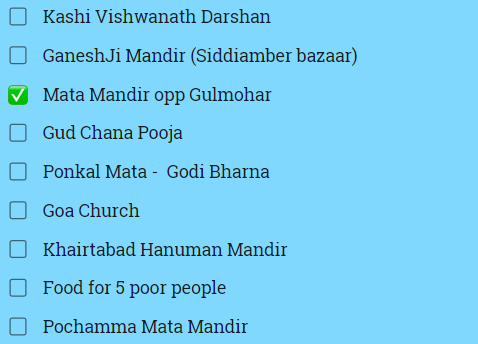 Kashi Vishwanath Darshan
GaneshJi Mandir (Siddiamber bazaar)
Mata Mandir opp Gulmohar
Gud Chana Pooja
Ponkal Mata -  Godi Bharna
Goa Church
Khairtabad Hanuman Mandir
Food for 5 poor people
Pochamma Mata Mandir